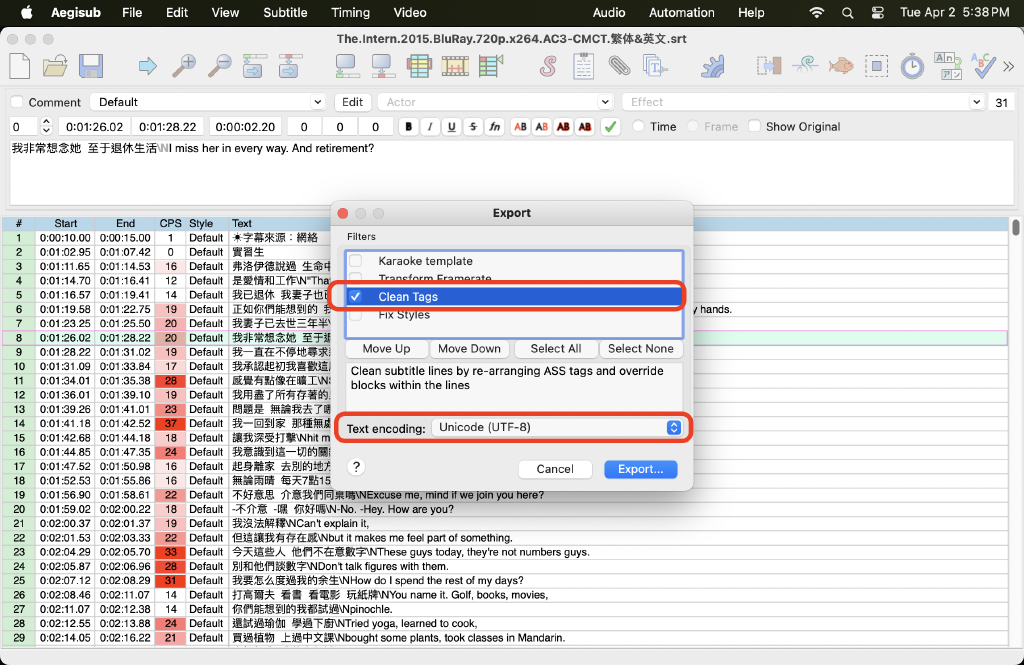 Aegisub File Edit View Subtitle Timing Video Audio Automation Help Tue Apr 2 5:38 PM
The.Intern.2015.BluRay.720p.x264.AC3-CMCT.繁体&英文.srt
Comment Default Edit Actor Effect 31
0 0:01:26.02 0:01:28.22 0:00:02.20 0 0 0 B I U S fn AB AB AB AB Time Frame Show Original
我非常想念她 至于退休生活\NI miss her in every way. And retirement?
Export
Filters
Karaoke template
Transform Framerate
Clean Tags
Fix Styles
Move Up Move Down Select All Select None
Clean subtitle lines by re-arranging ASS tags and override
blocks within the lines
Text encoding: Unicode (UTF-8)
? Cancel Export...
# Start End CPS Style Text
1 0:00:10.00 0:00:15.00 1 Default ☀字幕來源：網絡
2 0:01:02.95 0:01:07.42 0 Default 實習生
3 0:01:11.65 0:01:14.53 16 Default 弗洛伊德說過 生命中
4 0:01:14.70 0:01:16.41 12 Default 是愛情和工作\N"Tha
5 0:01:16.57 0:01:19.41 14 Default 我已退休 我妻子也已
6 0:01:19.58 0:01:22.75 19 Default 正如你們能想到的 我 y hands.
7 0:01:23.25 0:01:25.50 20 Default 我妻子已去世三年半
8 0:01:26.02 0:01:28.22 20 Default 我非常想念她 至于退
9 0:01:28.22 0:01:31.02 19 Default 我一直在不停地尋求
10 0:01:31.09 0:01:33.84 17 Default 我承認起初我喜歡這
11 0:01:34.01 0:01:35.38 28 Default 感覺有點像在曠工\NS
12 0:01:36.01 0:01:39.10 19 Default 我用盡了所有存著的
13 0:01:39.26 0:01:41.01 23 Default 問題是 無論我去了哪
14 0:01:41.18 0:01:42.52 37 Default 我一回到家 那種無處
15 0:01:42.68 0:01:44.18 18 Default 讓我深受打擊\Nhit m
16 0:01:44.85 0:01:47.35 24 Default 我意識到這一切的關
17 0:01:47.52 0:01:50.98 16 Default 起身離家 去別的地方
18 0:01:52.53 0:01:55.86 16 Default 無論雨晴 每天7點15
19 0:01:56.90 0:01:58.61 22 Default 不好意思 介意我們同桌嗎\NExcuse me, mind if we join you here?
20 0:01:59.02 0:02:00.22 18 Default -不介意 -嘿 你好嗎\N-No. -Hey. How are you?
21 0:02:00.37 0:02:01.37 19 Default 我沒法解釋\NCan't explain it,
22 0:02:01.53 0:02:03.33 22 Default 但這讓我有存在感\Nbut it makes me feel part of something.
23 0:02:04.29 0:02:05.70 33 Default 今天這些人 他們不在意數字\NThese guys today, they're not numbers guys.
24 0:02:05.87 0:02:06.96 28 Default 別和他們談數字\NDon't talk figures with them.
25 0:02:07.12 0:02:08.29 31 Default 我要怎么度過我的余生\NHow do I spend the rest of my days?
26 0:02:08.46 0:02:11.07 14 Default 打高爾夫 看書 看電影 玩紙牌\NYou name it. Golf, books, movies,
27 0:02:11.07 0:02:12.38 14 Default 你們能想到的我都試過\Npinochle.
28 0:02:12.55 0:02:13.88 24 Default 還試過瑜伽 學過下廚\NTried yoga, learned to cook,
29 0:02:14.05 0:02:16.22 21 Default 買過植物 上過中文課\Nbought some plants, took classes in Mandarin.